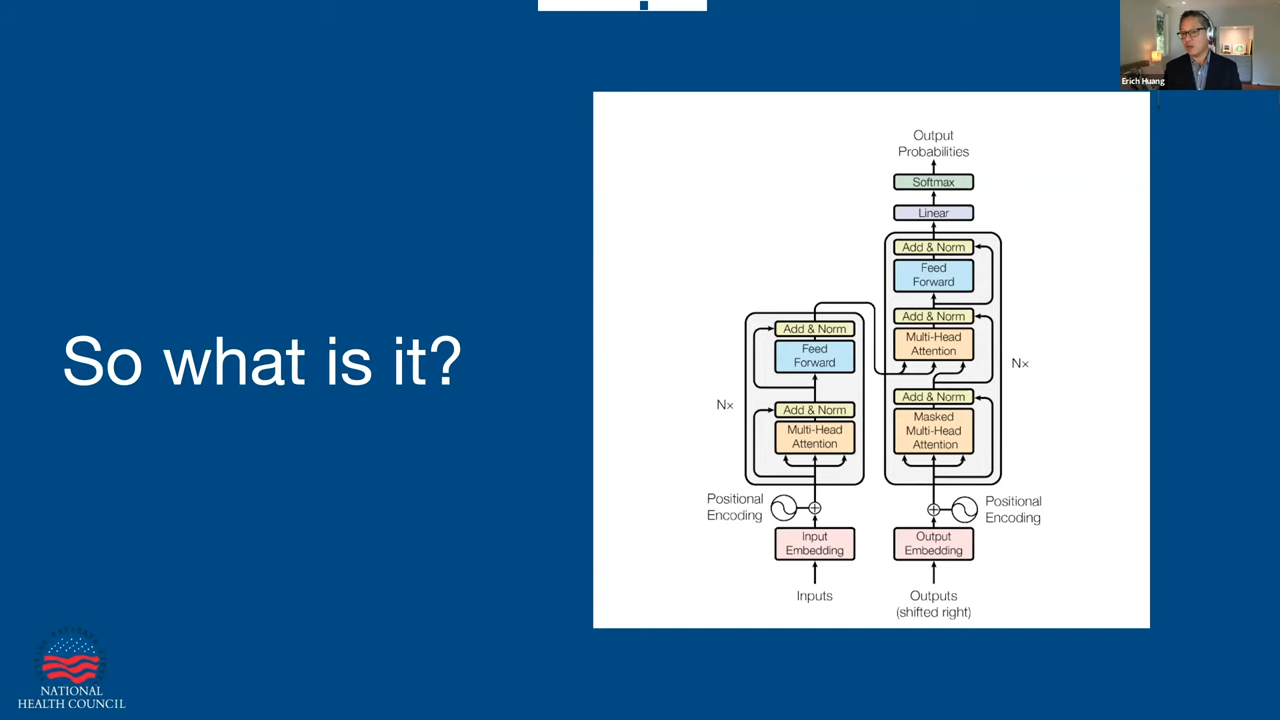 Erich Huang
So what is it?
Output
Probabilities
Softmax
Linear
Add & Norm
Feed
Forward
Add & Norm
Multi-Head
Attention
Add & Norm
Masked
Multi-Head
Attention
Nx
Add & Norm
Feed
Forward
Add & Norm
Multi-Head
Attention
Nx
Positional
Encoding
Positional
Encoding
Input
Embedding
Output
Embedding
Inputs
Outputs
(shifted right)
NATIONAL
HEALTH COUNCIL